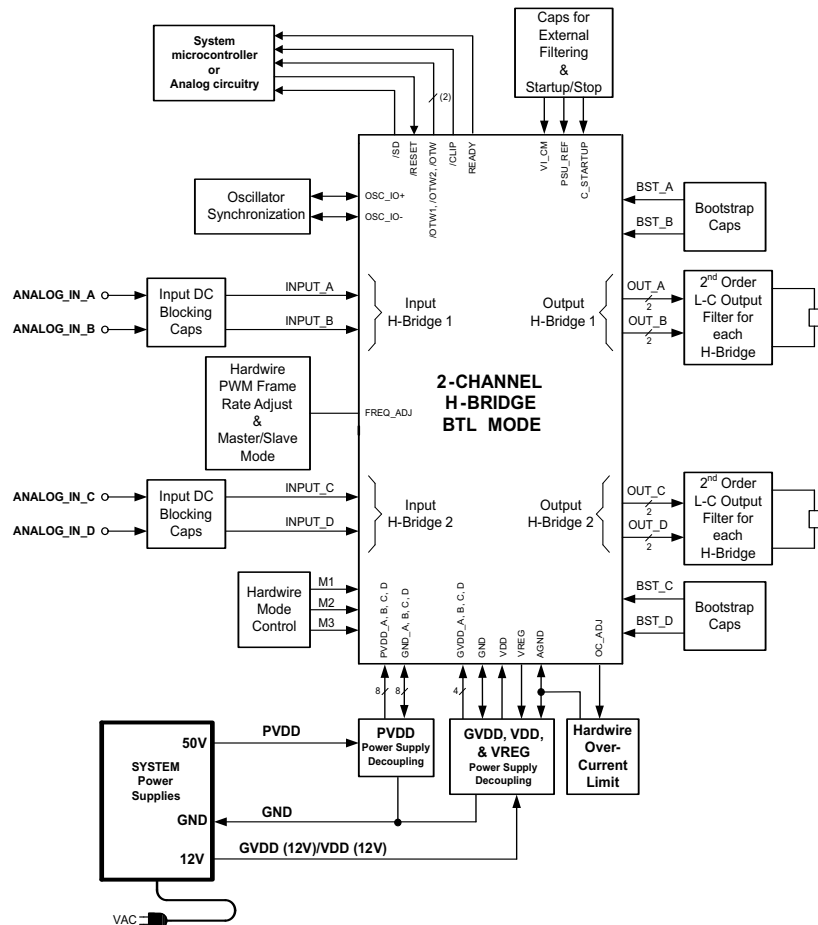 System
microcontroller
or
Analog circuitry
Caps for
External
Filtering
&
Startup/Stop
(2)
/SD
/RESET
/OTW1, /OTW2, /OTW
/CLIP
READY
VI_CM
PSU_REF
C_STARTUP
Oscillator
Synchronization
OSC_IO+
OSC_IO-
BST_A
BST_B
Bootstrap
Caps
ANALOG_IN_A
ANALOG_IN_B
Input DC
Blocking
Caps
INPUT_A
INPUT_B
Input
H-Bridge 1
Output
H-Bridge 1
OUT_A
2
OUT_B
2
2nd Order
L-C Output
Filter for
each
H-Bridge
Hardwire
PWM Frame
Rate Adjust
&
Master/Slave
Mode
FREQ_ADJ
2-CHANNEL
H-BRIDGE
BTL MODE
ANALOG_IN_C
ANALOG_IN_D
Input DC
Blocking
Caps
INPUT_C
INPUT_D
Input
H-Bridge 2
Output
H-Bridge 2
OUT_C
2
OUT_D
2
2nd Order
L-C Output
Filter for
each
H-Bridge
Hardwire
Mode
Control
M1
M2
M3
BST_C
BST_D
Bootstrap
Caps
PVDD_A, B, C, D
GND_A, B, C, D
GVDD_A, B, C, D
GND
VDD
VREG
AGND
OC_ADJ
8
8
4
PVDD
Power Supply
Decoupling
GVDD, VDD,
& VREG
Power Supply
Decoupling
Hardwire
Over-
Current
Limit
SYSTEM
Power
Supplies
50V
GND
12V
PVDD
GND
GVDD (12V)/VDD (12V)
VAC